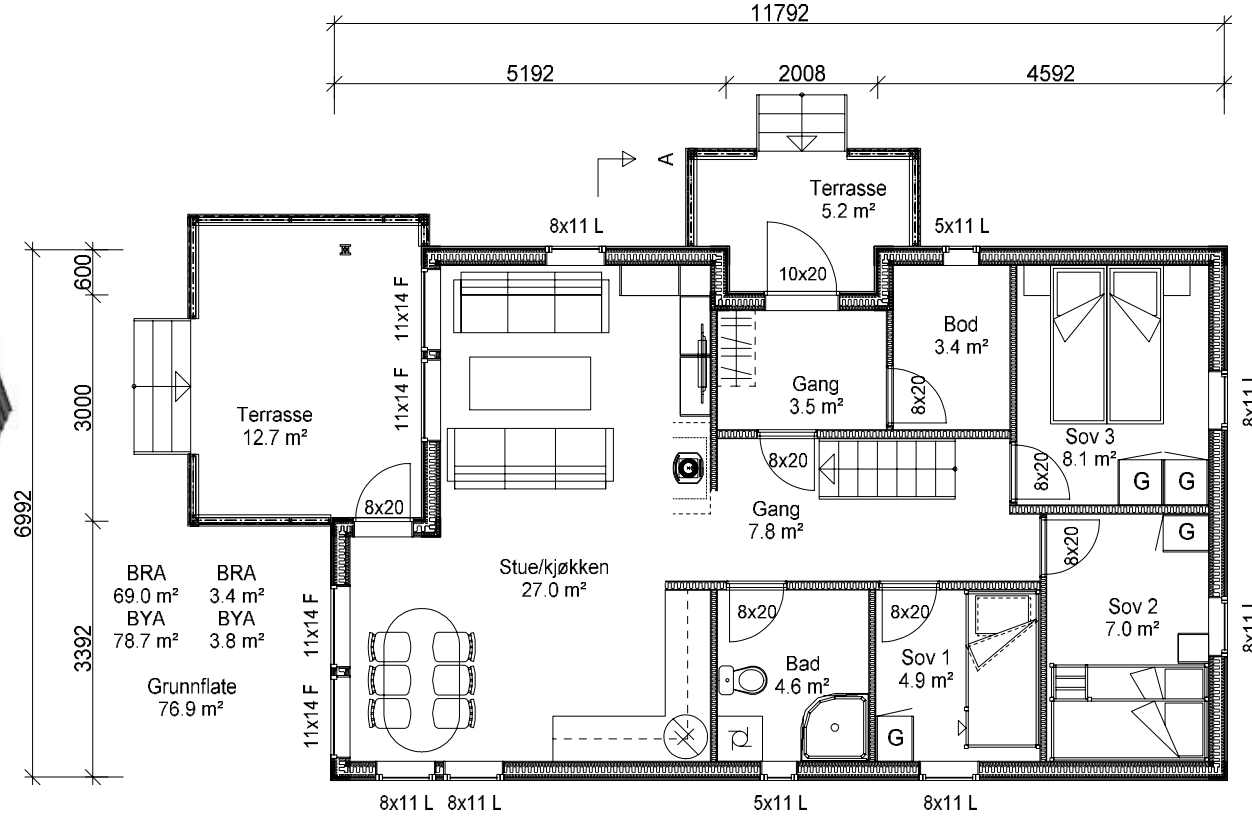 11792
5192 2008 4592
A
Terrasse
5.2 m²
8x11 L
5x11 L
10x20
600
3000
6992
3392
11x14 F
11x14 F
Terrasse
12.7 m²
8x20
Bod
3.4 m²
8x20
Gang
3.5 m²
8x20
Sov 3
8.1 m²
8x20
G G
8x11 L
Gang
7.8 m²
Stue/kjøkken
27.0 m²
BRA BRA
69.0 m² 3.4 m²
BYA BYA
78.7 m² 3.8 m²
Grunnflate
76.9 m²
11x14 F
11x14 F
8x20
Bad
4.6 m²
8x20
Sov 1
4.9 m²
G
8x20
G
Sov 2
7.0 m²
8x11 L
8x11 L 8x11 L 5x11 L 8x11 L